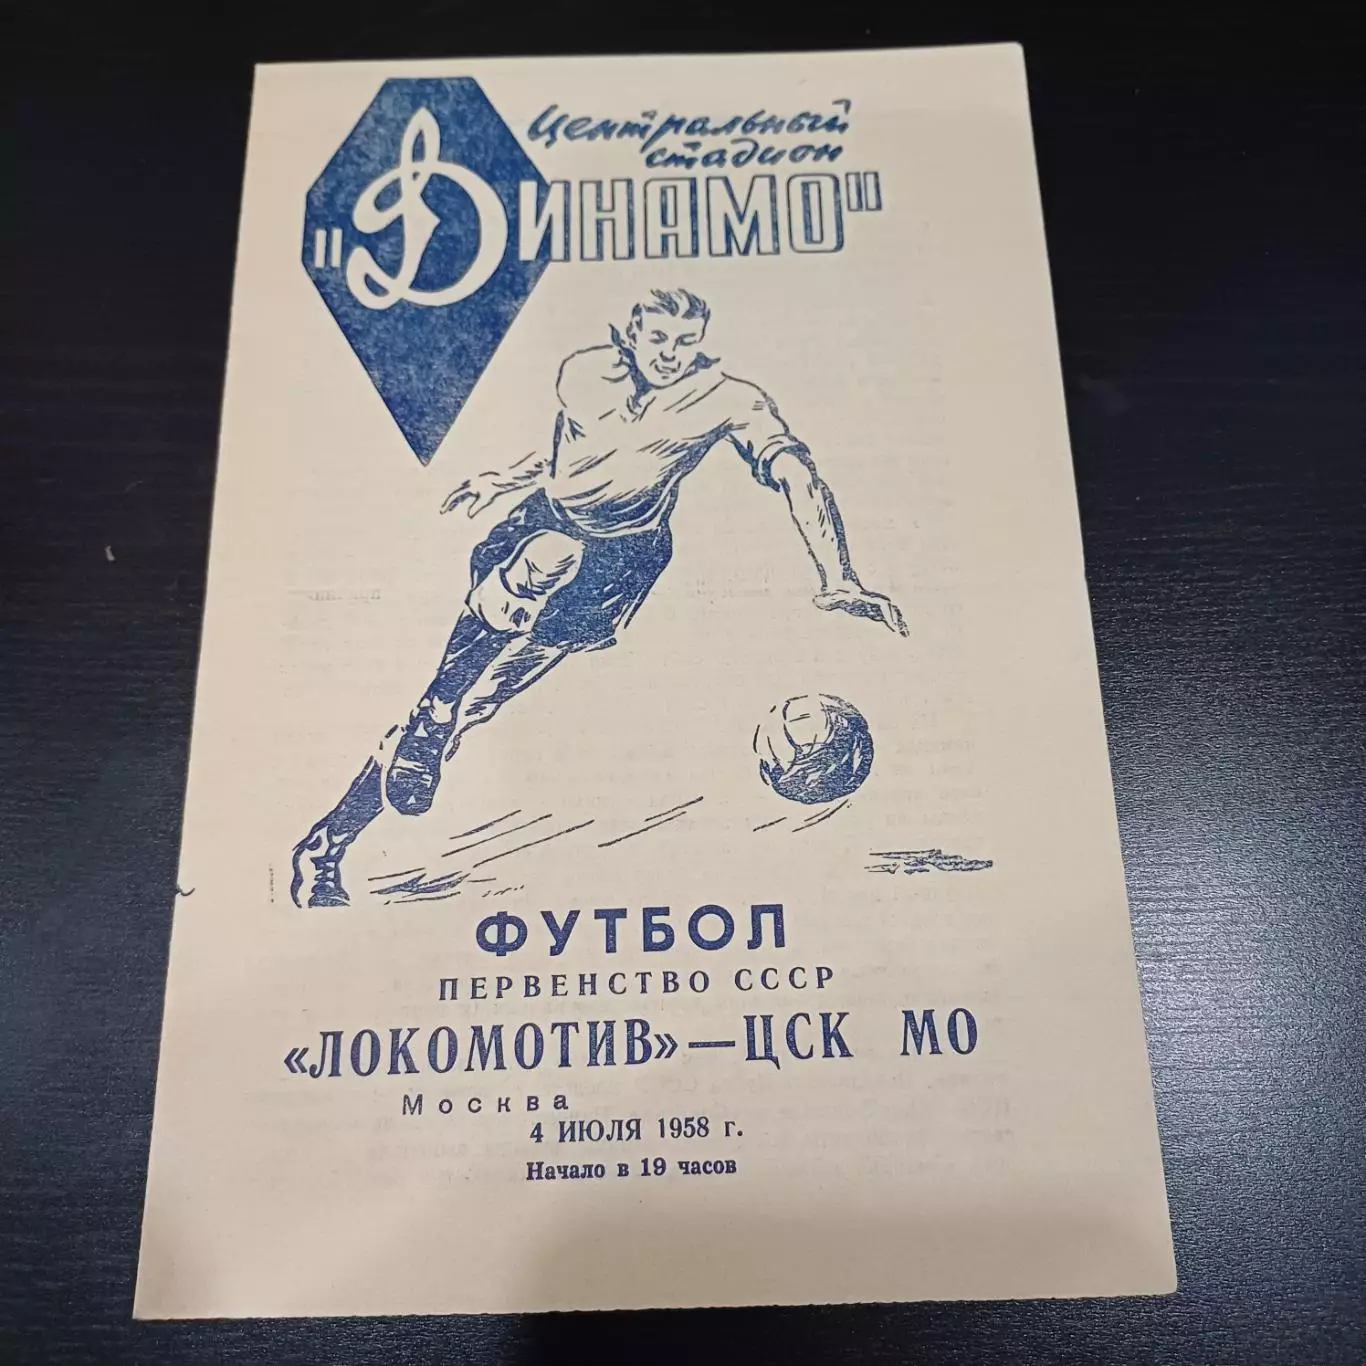 Центральный
стадион
"ДИНАМО"
ФУТБОЛ
ПЕРВЕНСТВО СССР
«ЛОКОМОТИВ»—ЦСК МО
Москва
4 ИЮЛЯ 1958 г.
Начало в 19 часов